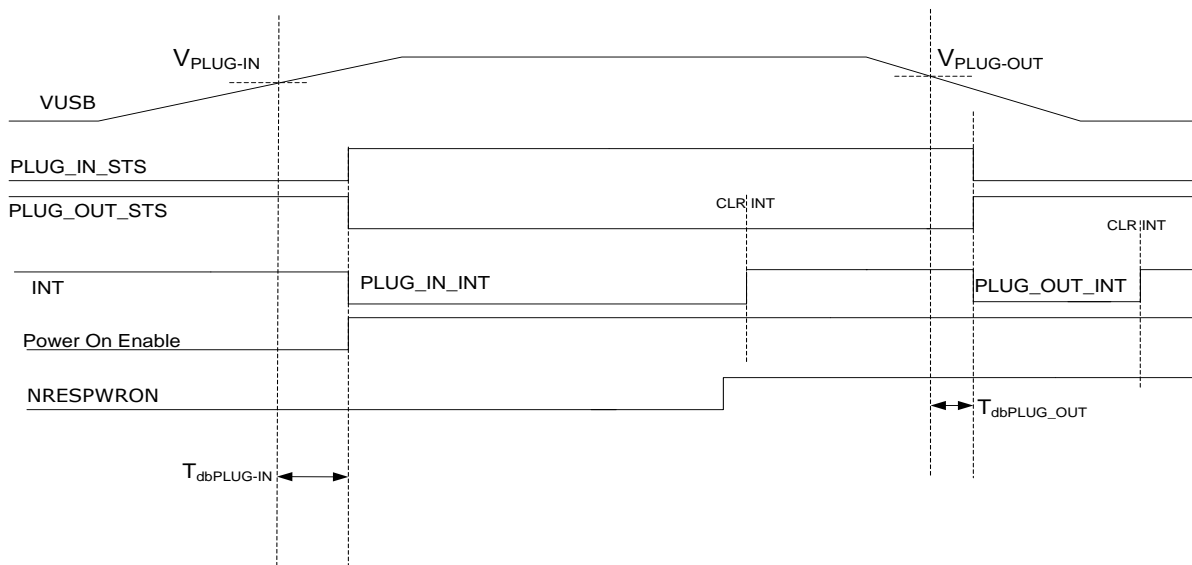 VPLUG-IN
VPLUG-OUT
VUSB
PLUG_IN_STS
PLUG_OUT_STS
CLR INT
CLR INT
INT
PLUG_IN_INT
PLUG_OUT_INT
Power On Enable
NRESPWRON
TdbPLUG_OUT
TdbPLUG-IN